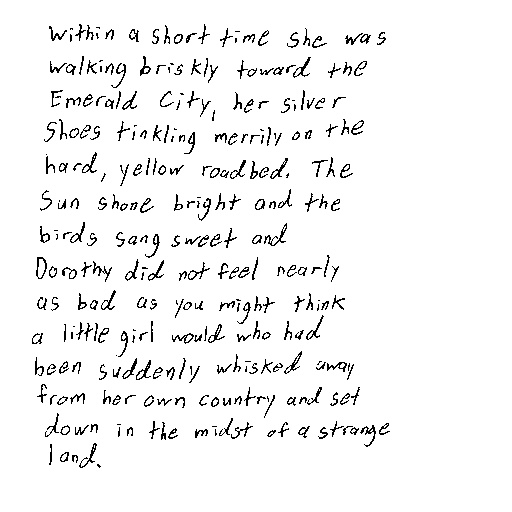 Within a short time she was
walking briskly toward the
Emerald City, her silver
Shoes tinkling merrily on the
hard, yellow roadbed. The
Sun shone bright and the
birds sang sweet and
Dorothy did not feel nearly
as bad as you might think
a little girl would who had
been suddenly whisked away
from her own country and set
down in the midst of a strange
land.